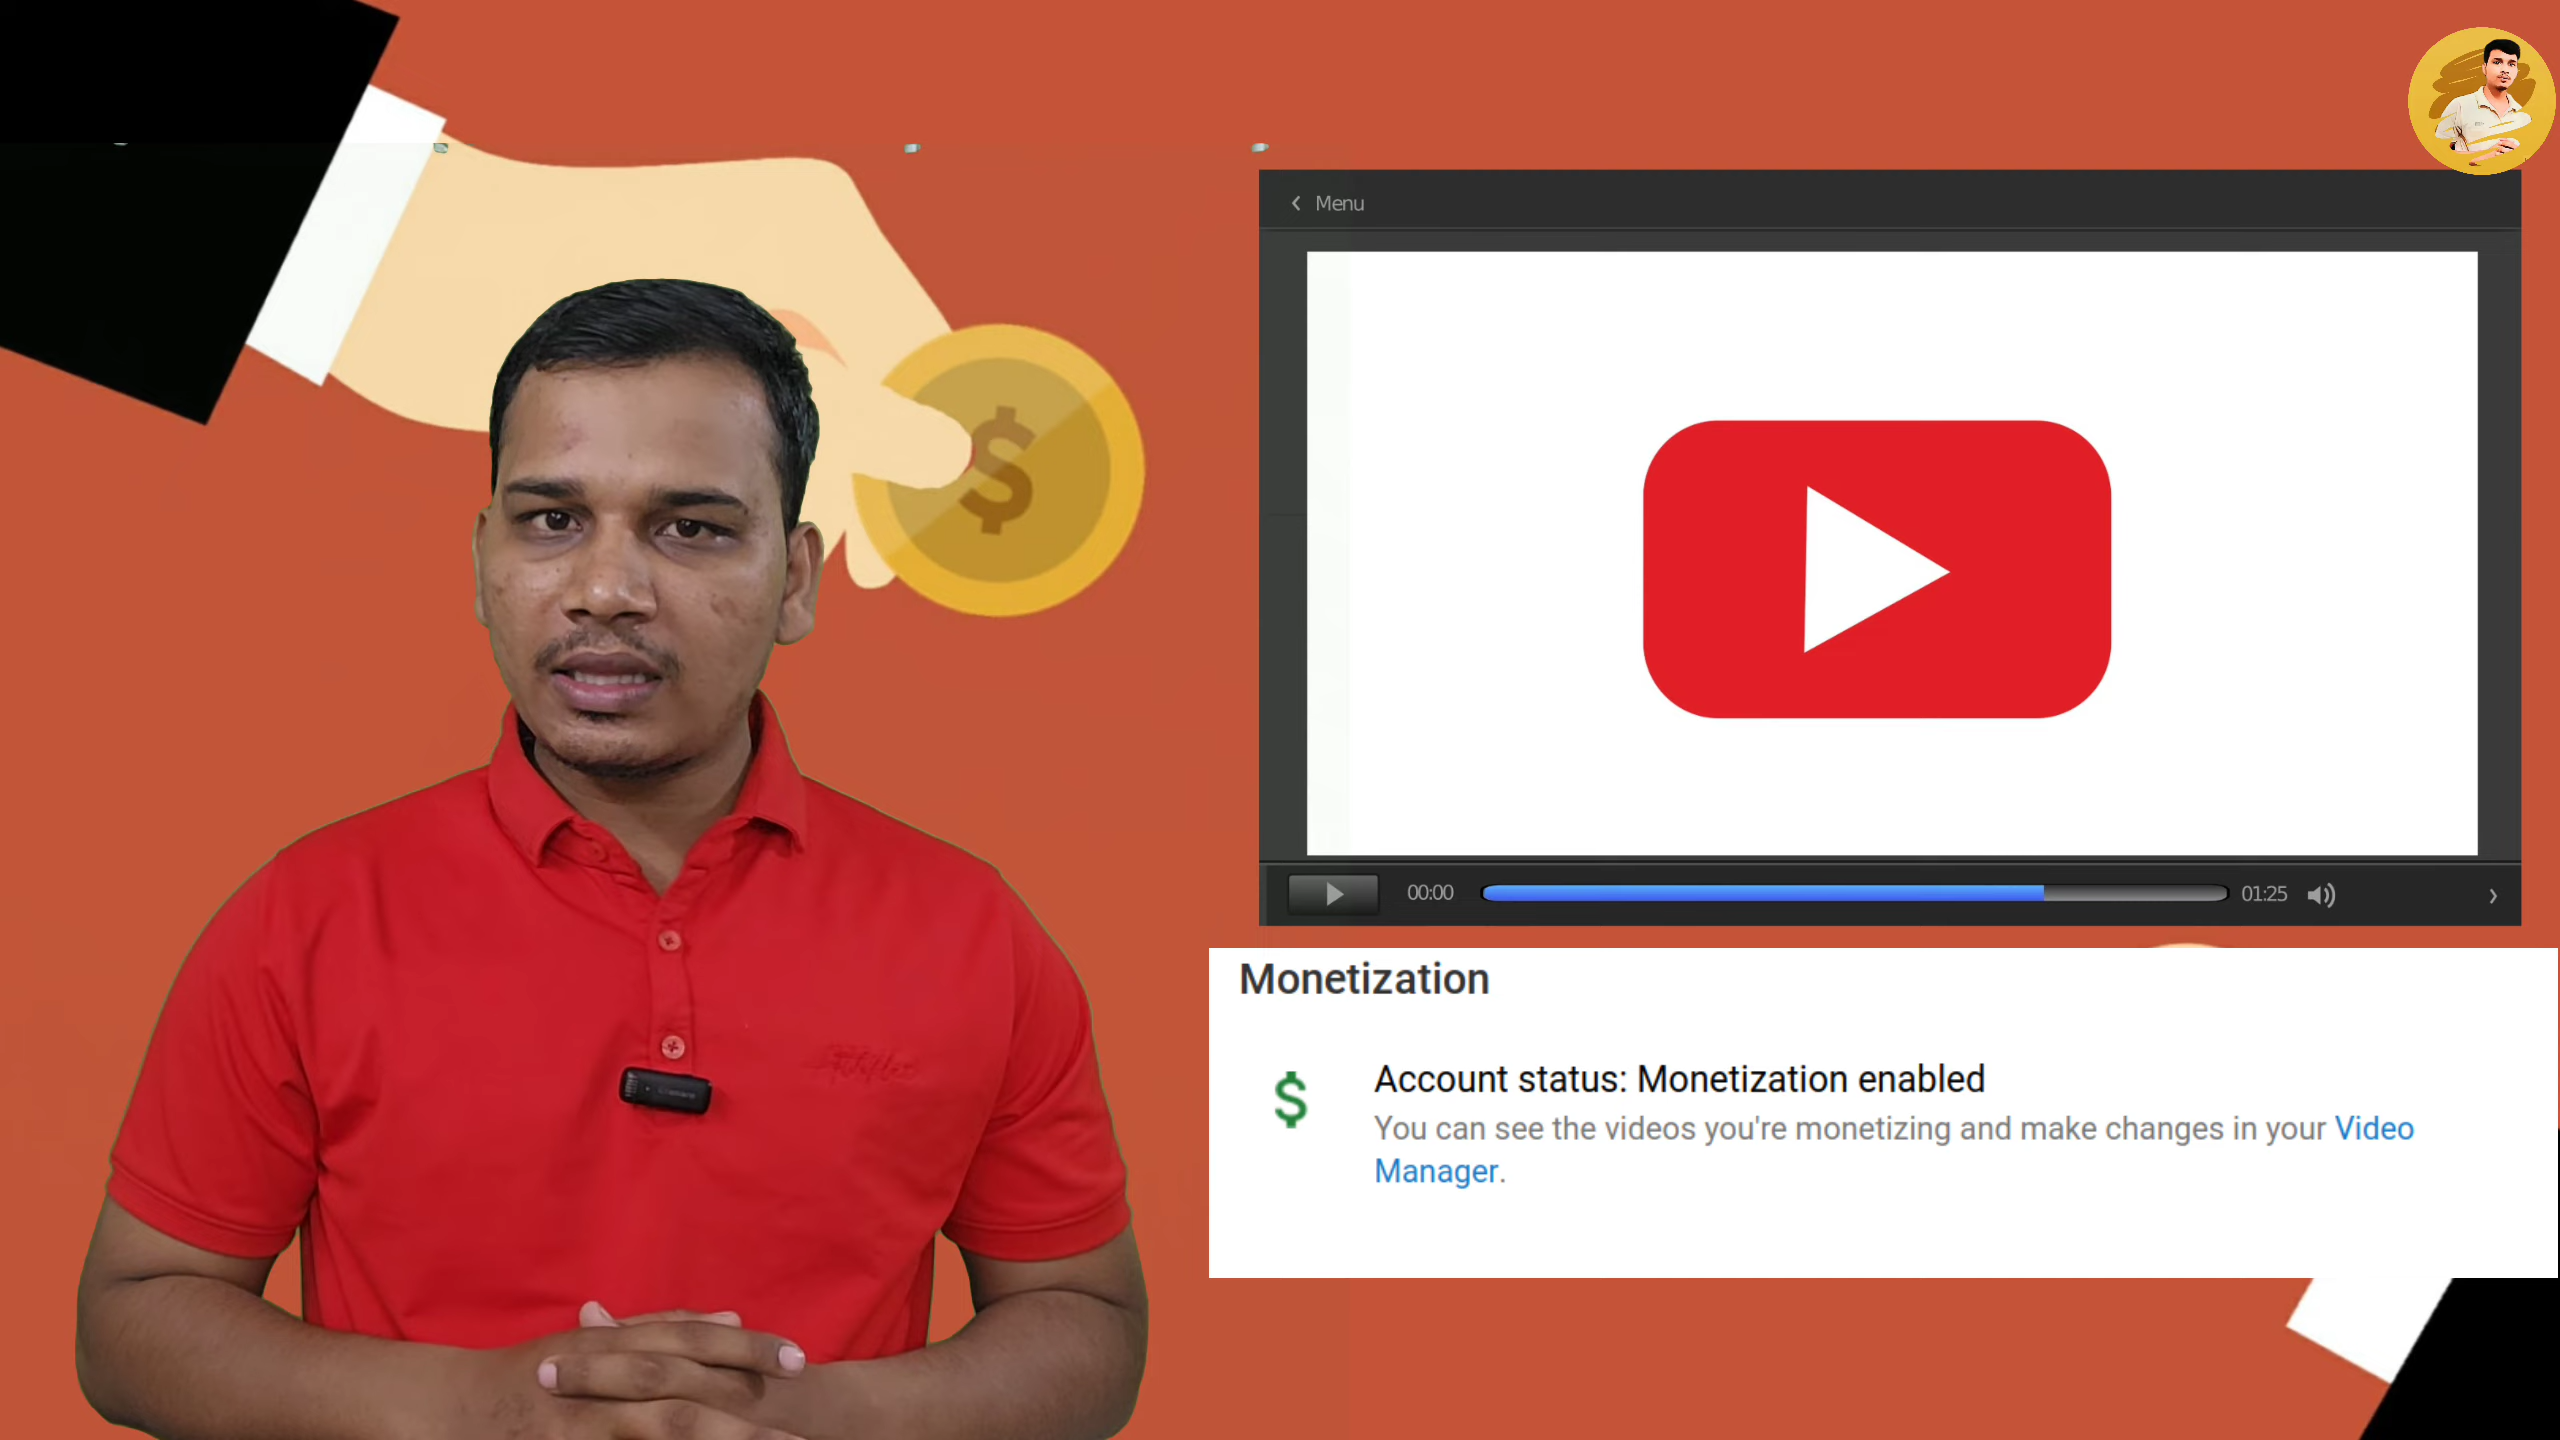 Menu
$
00:00
01:25
Monetization
$
Account status: Monetization enabled
You can see the videos you're monetizing and make changes in your Video
Manager.